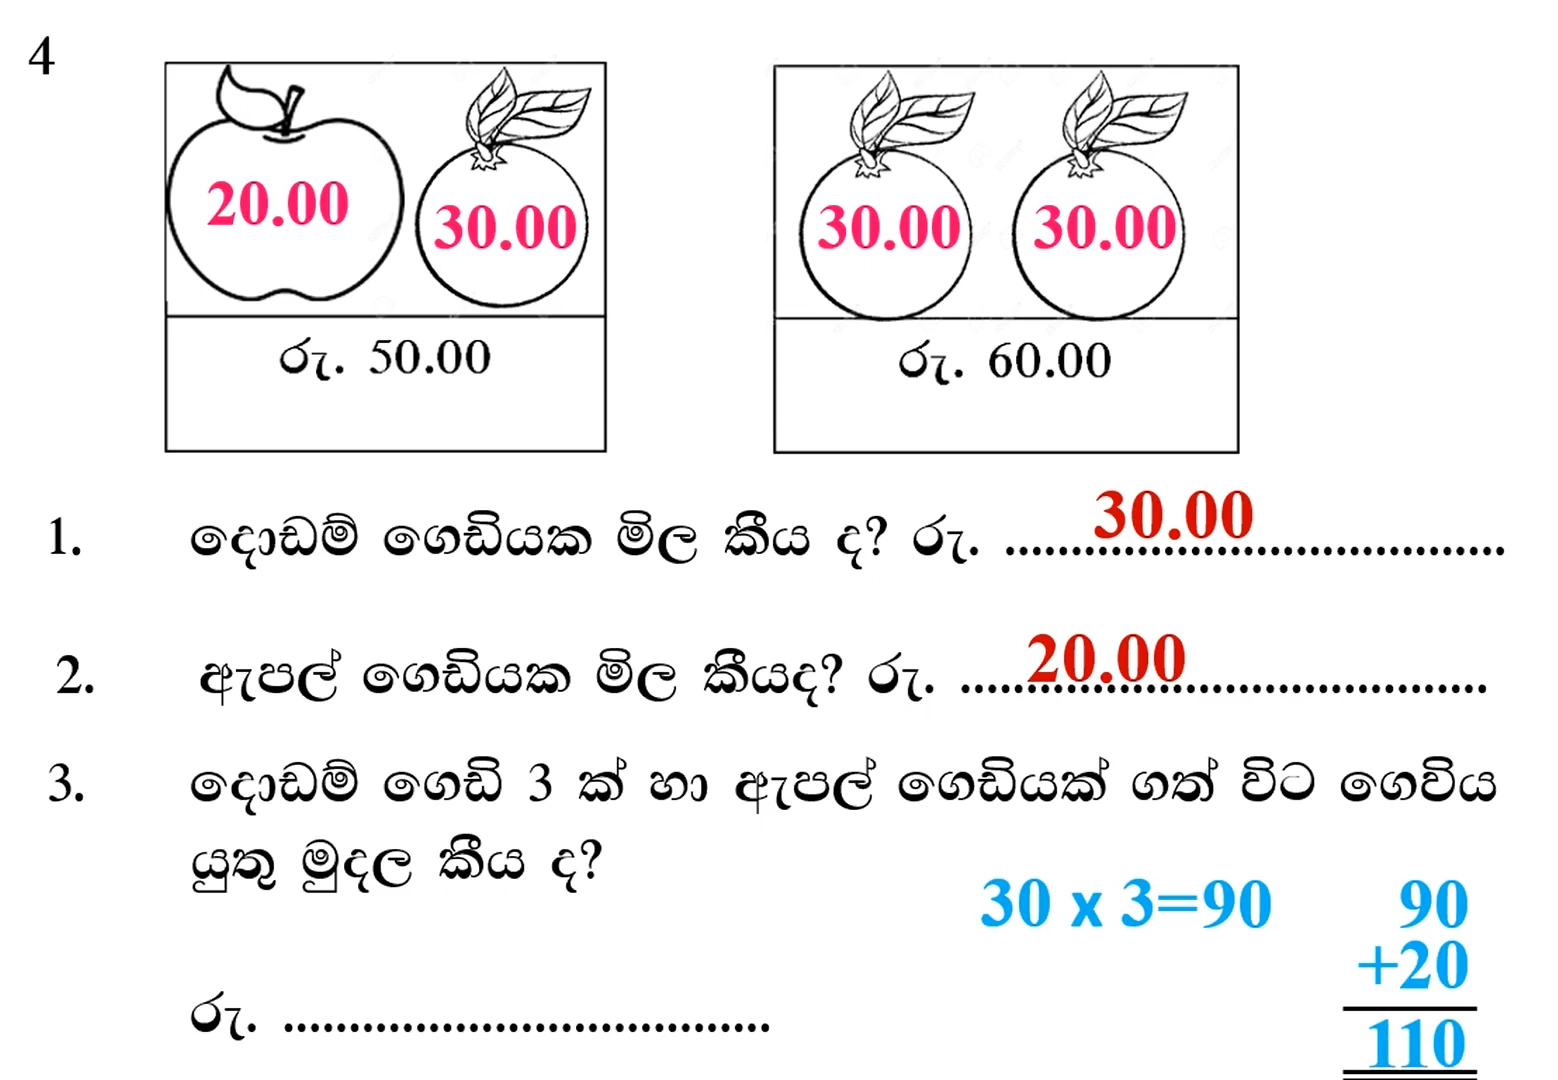 4
20.00 30.00 30.00 30.00
රු. 50.00 රු. 60.00
1. දොඩම් ගෙඩියක මිල කීය ද? රු. 30.00
2. ඇපල් ගෙඩියක මිල කීයද? රු. 20.00
3. දොඩම් ගෙඩි 3 ක් හා ඇපල් ගෙඩියක් ගත් විට ගෙවිය
යුතු මුදල කීය ද?
30 x 3=90 90
+20
රු. ....................................
110